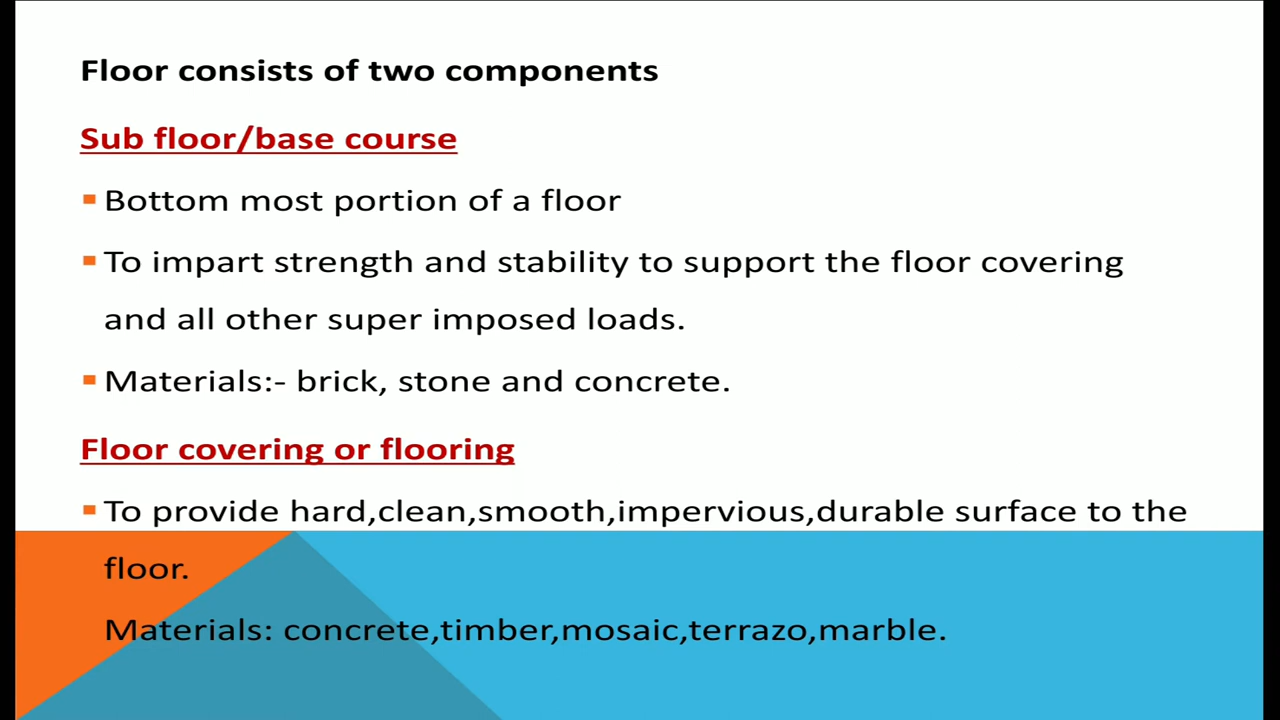 Floor consists of two components
Sub floor/base course
Bottom most portion of a floor
To impart strength and stability to support the floor covering
and all other super imposed loads.
Materials:- brick, stone and concrete.
Floor covering or flooring
To provide hard,clean,smooth,impervious,durable surface to the
floor.
Materials: concrete,timber,mosaic,terrazo,marble.